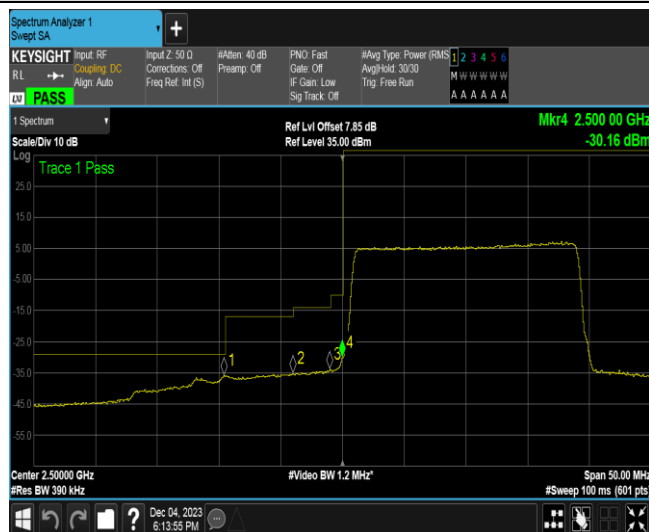 Spectrum Analyzer 1
Swept SA
KEYSIGHT
RL
LXI PASS
Input: RF
Coupling: DC
Align: Auto
Input Z: 50 Ω
Corrections: Off
Freq Ref: Int (S)
#Atten: 40 dB
Preamp: Off
PNO: Fast
Gate: Off
IF Gain: Low
Sig Track: Off
#Avg Type: Power (RMS
Avg|Hold: 30/30
Trig: Free Run
1 2 3 4 5 6
M W W W W W
A A A A A A
1 Spectrum
Scale/Div 10 dB
Ref Lvl Offset 7.85 dB
Ref Level 35.00 dBm
Mkr4 2.500 00 GHz
-30.16 dBm
Log
Trace 1 Pass
25.0
15.0
5.00
-5.00
-15.0
-25.0
-35.0
-45.0
-55.0
1
2
3
4
Center 2.50000 GHz
#Res BW 390 kHz
#Video BW 1.2 MHz*
Span 50.00 MHz
#Sweep 100 ms (601 pts)
?
Dec 04, 2023
6:13:55 PM